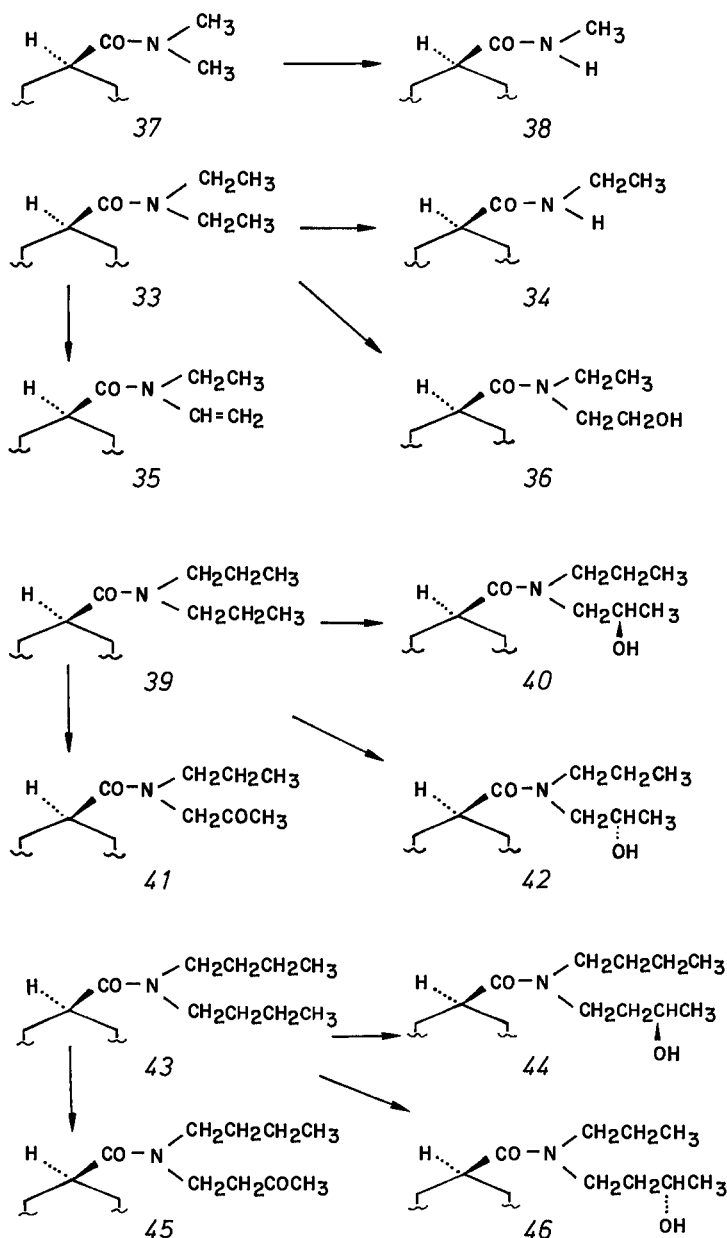 H CO–N CH3
CH3
37
H CO–N CH3
H
38
H CO–N CH2CH3
CH2CH3
33
H CO–N CH2CH3
H
34
H CO–N CH2CH3
CH=CH2
35
H CO–N CH2CH3
CH2CH2OH
36
H CO–N CH2CH2CH3
CH2CH2CH3
39
H CO–N CH2CH2CH3
CH2CHCH3
OH
40
H CO–N CH2CH2CH3
CH2COCH3
41
H CO–N CH2CH2CH3
CH2CHCH3
OH
42
H CO–N CH2CH2CH2CH3
CH2CH2CH2CH3
43
H CO–N CH2CH2CH2CH3
CH2CH2CHCH3
OH
44
H CO–N CH2CH2CH2CH3
CH2CH2COCH3
45
H CO–N CH2CH2CH3
CH2CH2CHCH3
OH
46